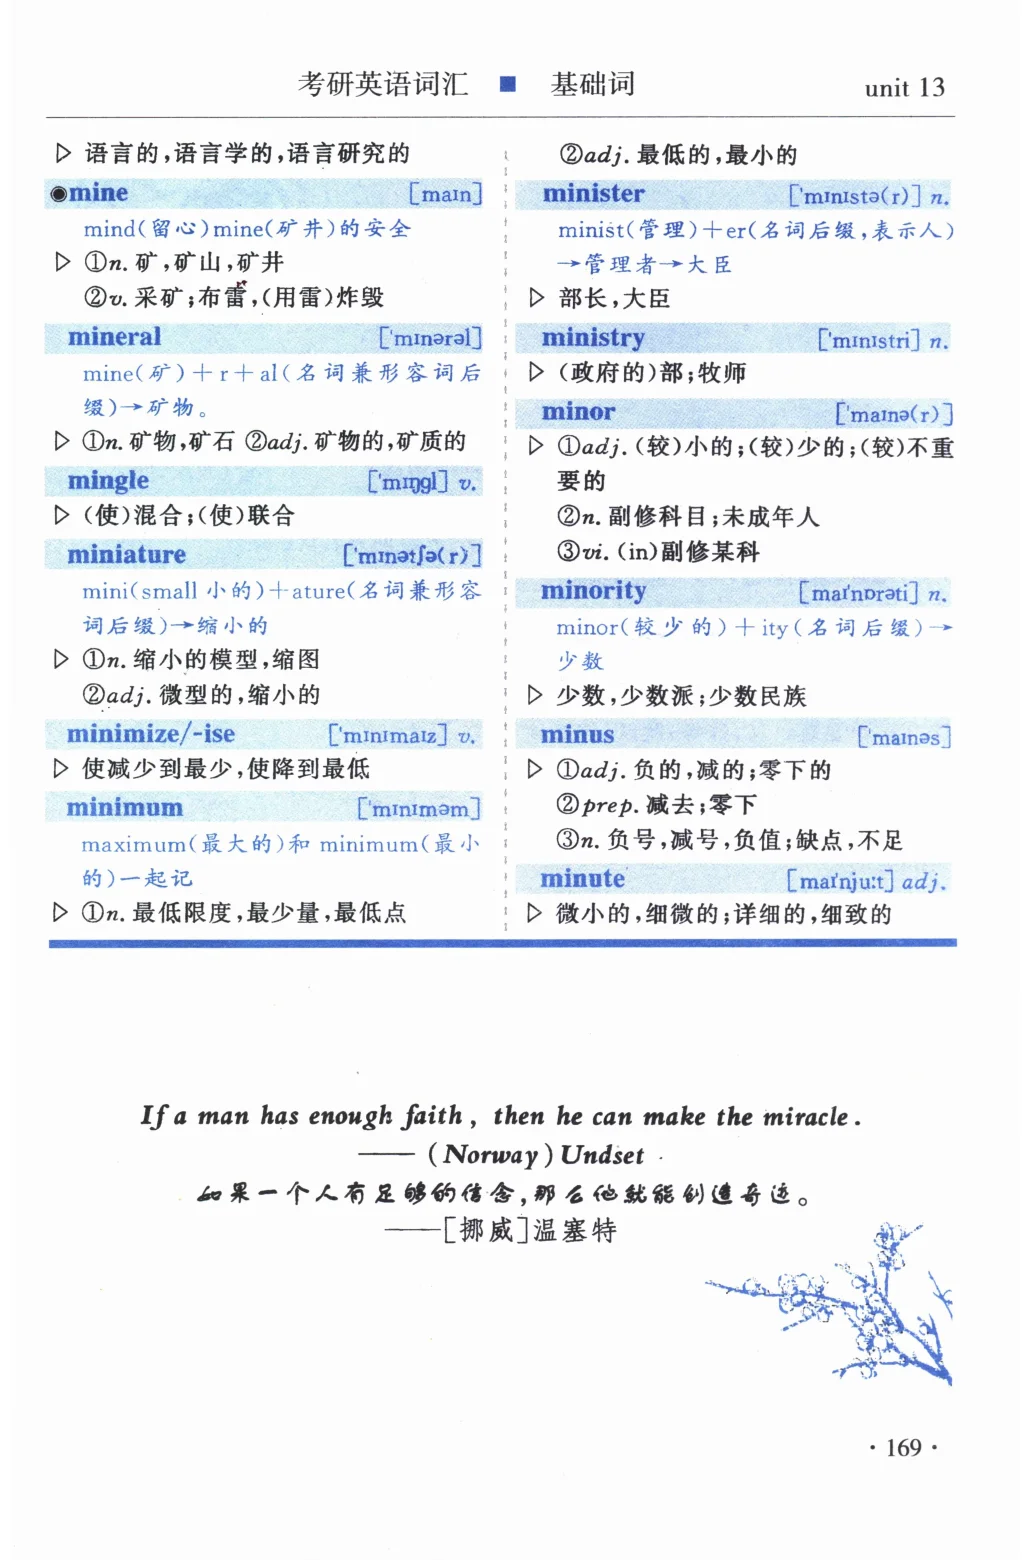 考研英语词汇 ■ 基础词 unit 13
▷ 语言的,语言学的,语言研究的
◉mine [maɪn]
mind(留心)mine(矿井)的安全
▷ ①n.矿,矿山,矿井
②v.采矿;布雷,(用雷)炸毁
mineral [ˈmɪnərəl]
mine(矿)+r+al(名词兼形容词后
缀)→矿物。
▷ ①n.矿物,矿石 ②adj.矿物的,矿质的
mingle [ˈmɪŋgl] v.
▷ (使)混合;(使)联合
miniature [ˈmɪnətʃə(r)]
mini(small 小的)+ature(名词兼形容
词后缀)→缩小的
▷ ①n.缩小的模型,缩图
②adj.微型的,缩小的
minimize/-ise [ˈmɪnɪmaɪz] v.
▷ 使减少到最少,使降到最低
minimum [ˈmɪnɪməm]
maximum(最大的)和 minimum(最小
的)一起记
▷ ①n.最低限度,最少量,最低点
②adj.最低的,最小的
minister [ˈmɪnɪstə(r)] n.
minist(管理)+er(名词后缀,表示人)
→管理者→大臣
▷ 部长,大臣
ministry [ˈmɪnɪstri] n.
▷ (政府的)部;牧师
minor [ˈmaɪnə(r)]
▷ ①adj.(较)小的;(较)少的;(较)不重
要的
②n.副修科目;未成年人
③vi.(in)副修某科
minority [maɪˈnɒrəti] n.
minor(较少的)+ity(名词后缀)→
少数
▷ 少数,少数派;少数民族
minus [ˈmaɪnəs]
▷ ①adj.负的,减的;零下的
②prep.减去;零下
③n.负号,减号,负值;缺点,不足
minute [maɪˈnjuːt] adj.
▷ 微小的,细微的;详细的,细致的
If a man has enough faith, then he can make the miracle.
——(Norway)Undset
如果一个人有足够的信念,那么他就能创造奇迹。
——[挪威]温塞特
·169·